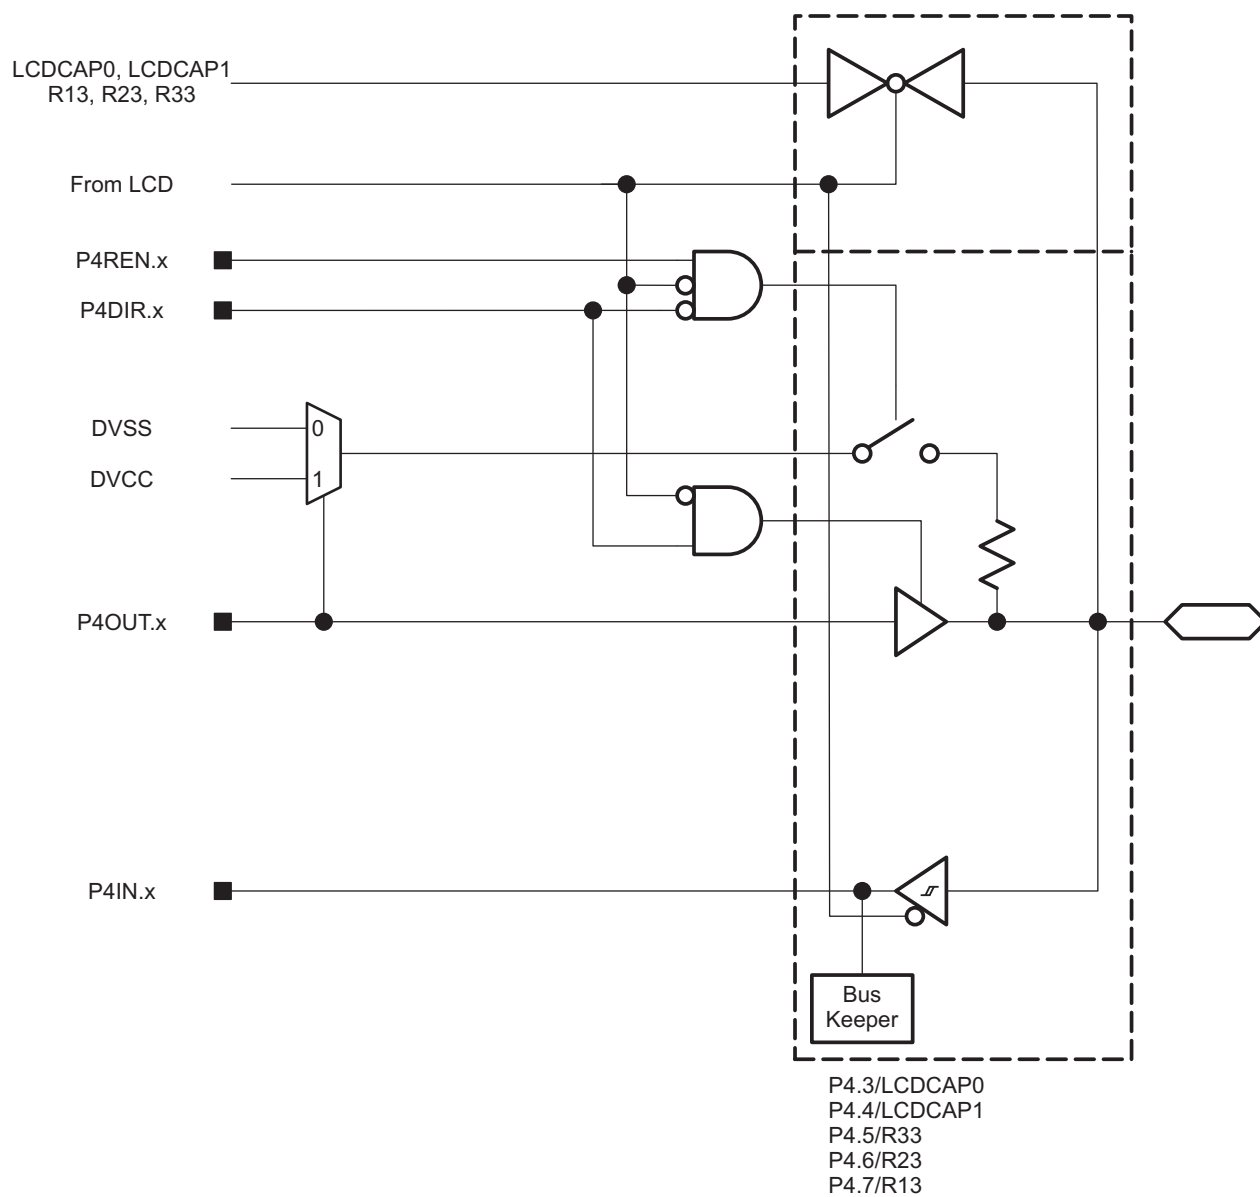 LCDCAP0, LCDCAP1
R13, R23, R33
From LCD
P4REN.x
P4DIR.x
DVSS
0
DVCC
1
P4OUT.x
P4IN.x
Bus
Keeper
P4.3/LCDCAP0
P4.4/LCDCAP1
P4.5/R33
P4.6/R23
P4.7/R13